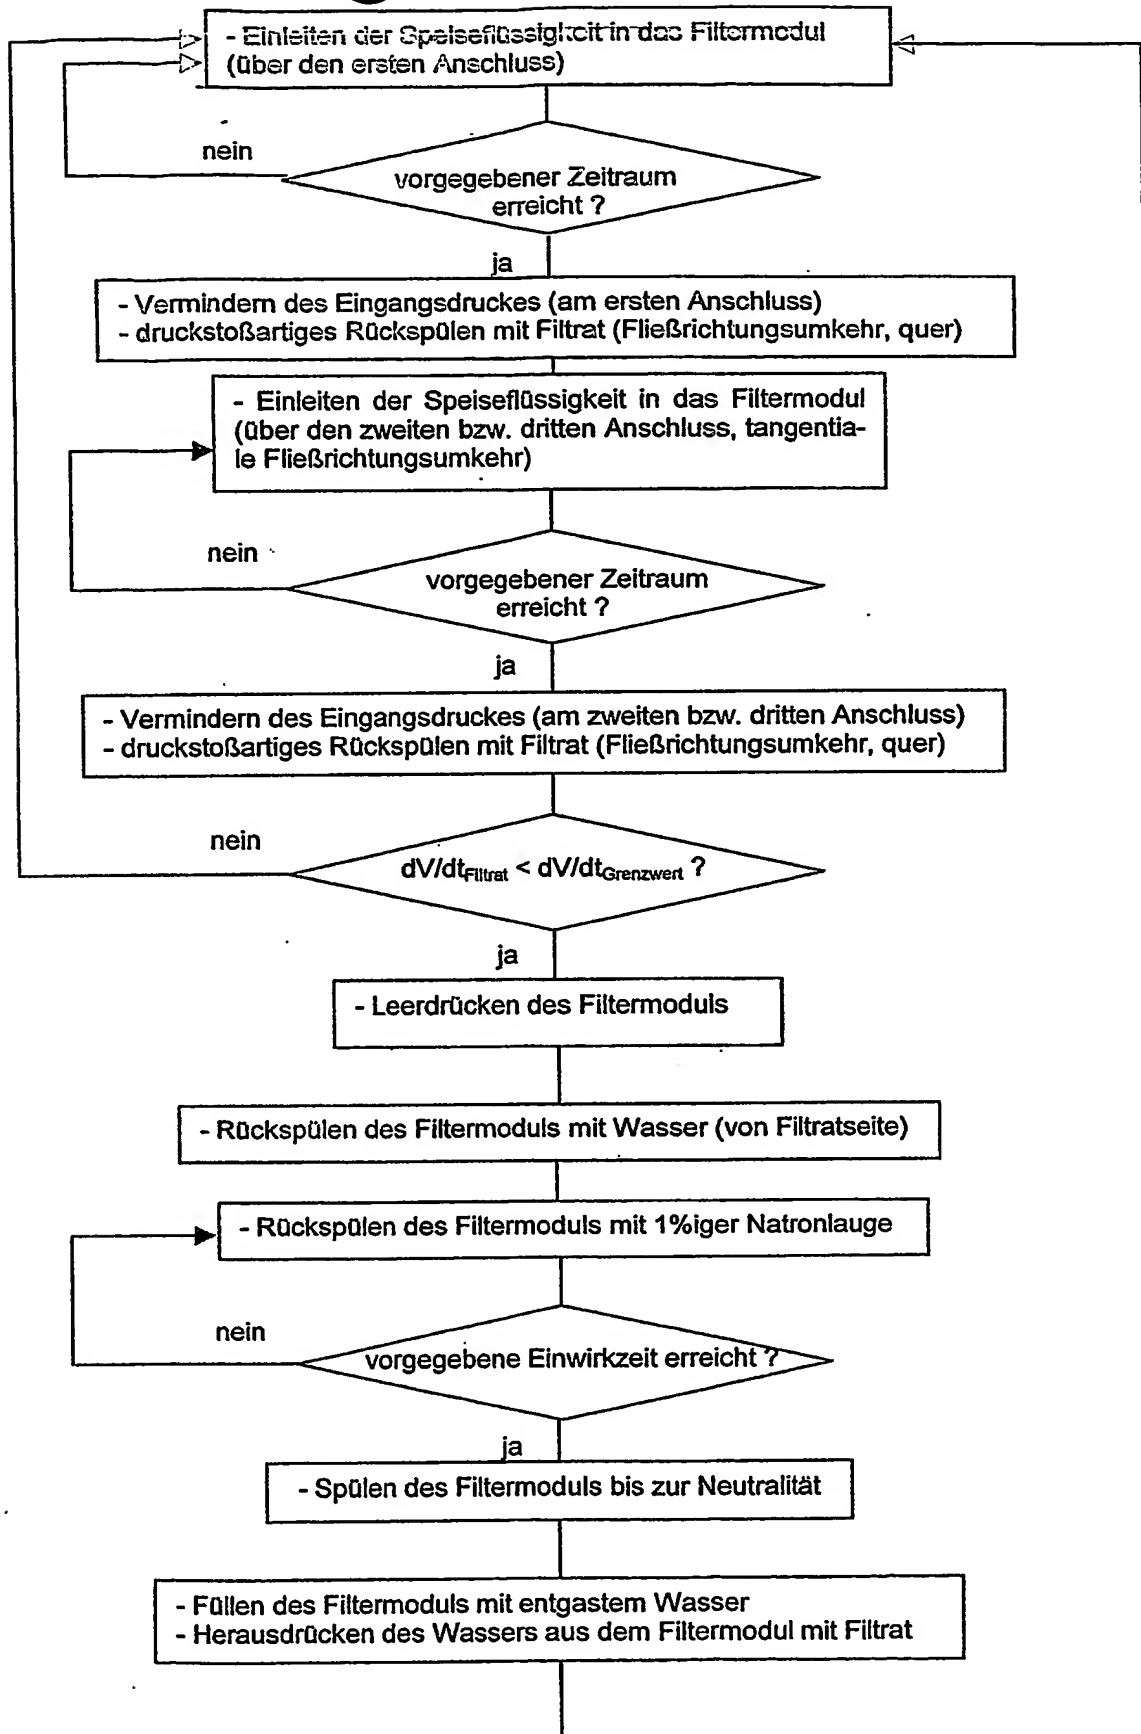 - Einleiten der Speiseflüssigkeit in das Filtermodul
(über den ersten Anschluss)
nein
vorgegebener Zeitraum
erreicht ?
ja
- Vermindern des Eingangsdruckes (am ersten Anschluss)
- druckstoßartiges Rückspülen mit Filtrat (Fließrichtungsumkehr, quer)
- Einleiten der Speiseflüssigkeit in das Filtermodul
(über den zweiten bzw. dritten Anschluss, tangentia-
le Fließrichtungsumkehr)
nein
vorgegebener Zeitraum
erreicht ?
ja
- Vermindern des Eingangsdruckes (am zweiten bzw. dritten Anschluss)
- druckstoßartiges Rückspülen mit Filtrat (Fließrichtungsumkehr, quer)
nein
dV/dtFiltrat < dV/dtGrenzwert ?
ja
- Leerdrücken des Filtermoduls
- Rückspülen des Filtermoduls mit Wasser (von Filtratseite)
- Rückspülen des Filtermoduls mit 1%iger Natronlauge
nein
vorgegebene Einwirkzeit erreicht ?
ja
- Spülen des Filtermoduls bis zur Neutralität
- Füllen des Filtermoduls mit entgastem Wasser
- Herausdrücken des Wassers aus dem Filtermodul mit Filtrat